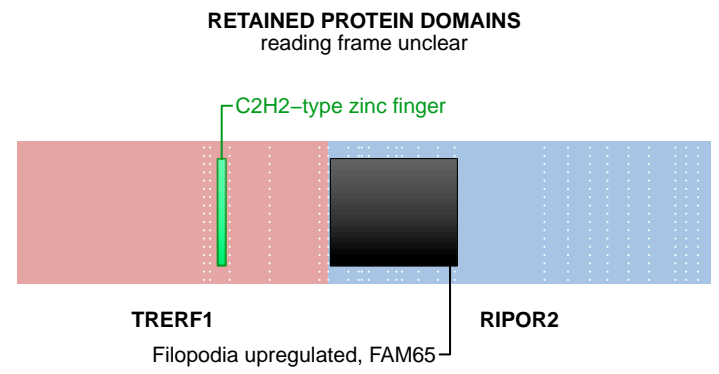 RETAINED PROTEIN DOMAINS
reading frame unclear
C2H2−type zinc finger
TRERF1
RIPOR2
Filopodia upregulated, FAM65